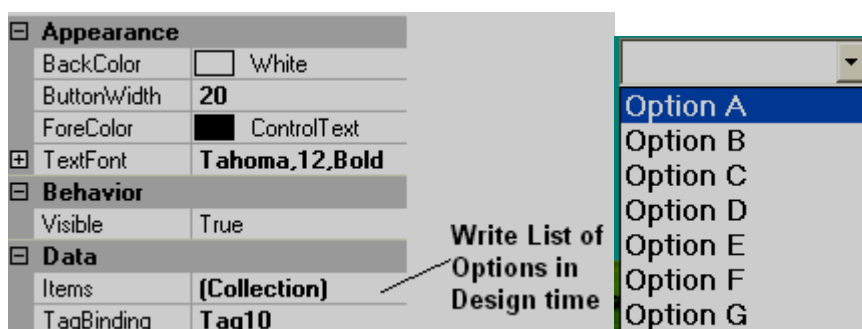 Appearance
BackColor White
ButtonWidth 20
ForeColor ControlText
TextFont Tahoma,12,Bold
Behavior
Visible True
Data
Items (Collection)
TagBinding Tag10
Write List of
Options in
Design time
Option A
Option B
Option C
Option D
Option E
Option F
Option G